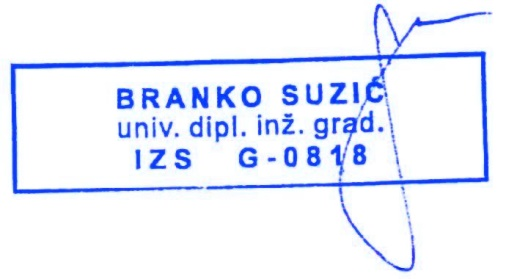 BRANKO SUZIĆ
univ. dipl. inž. grad.
IZS G-0818